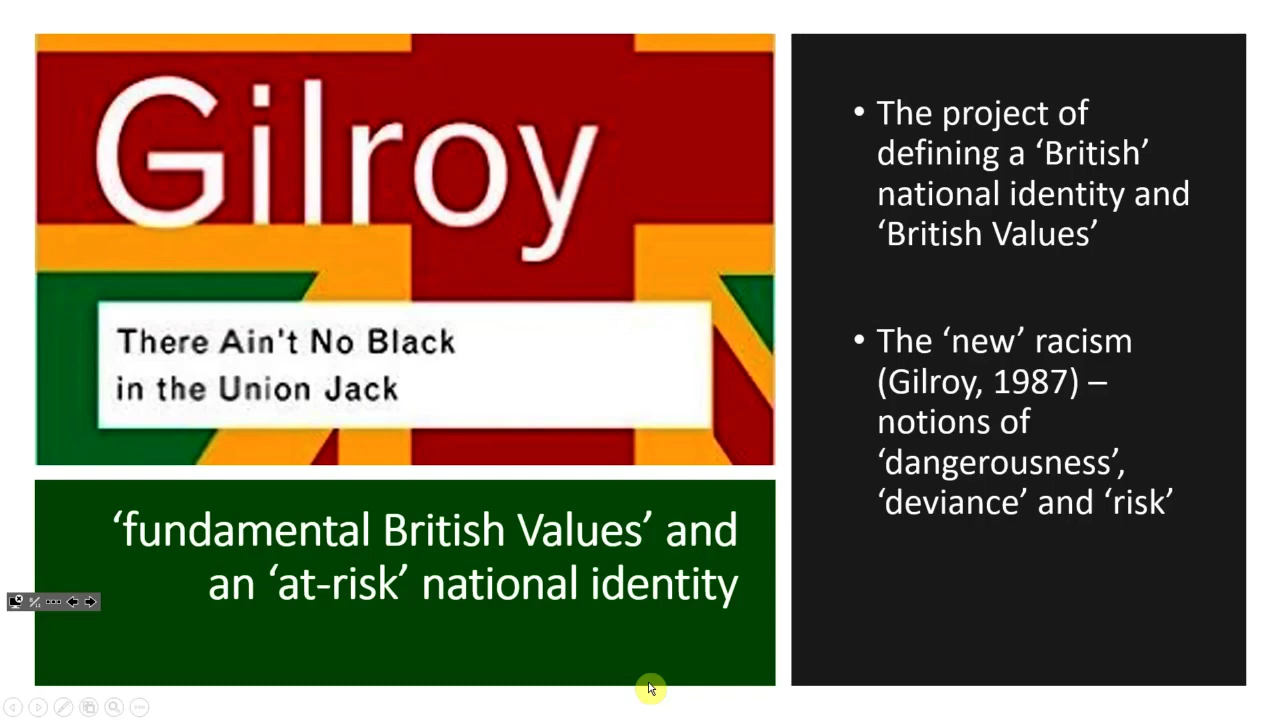 Gilroy
There Ain't No Black
in the Union Jack
‘fundamental British Values’ and
an ‘at-risk’ national identity
• The project of
defining a ‘British’
national identity and
‘British Values’
• The ‘new’ racism
(Gilroy, 1987) –
notions of
‘dangerousness’,
‘deviance’ and ‘risk’